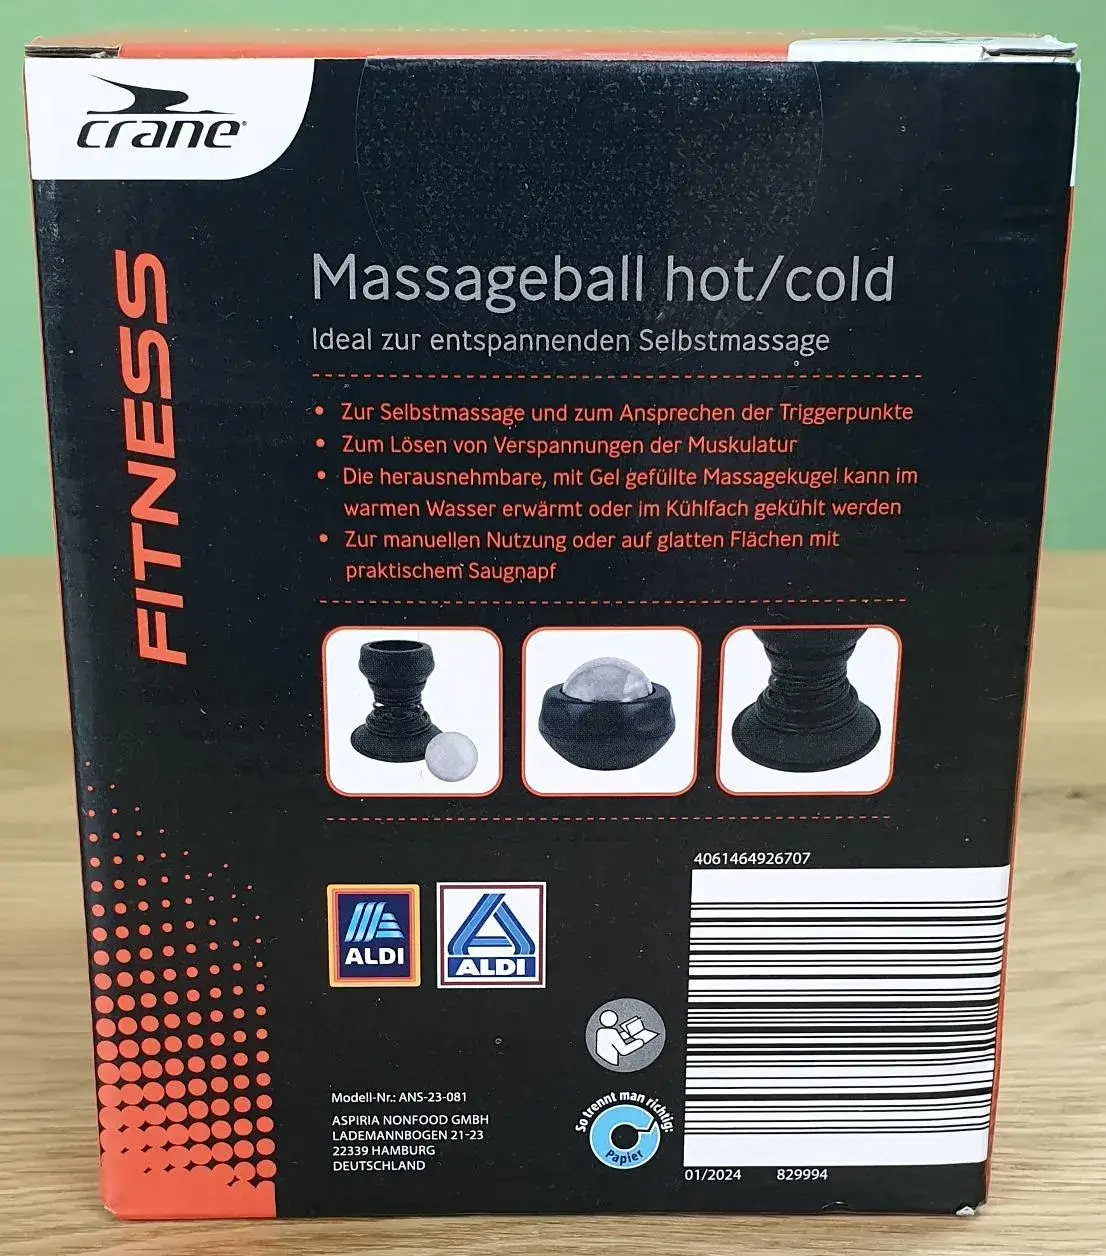 crane
FITNESS
Massageball hot/cold
Ideal zur entspannenden Selbstmassage
• Zur Selbstmassage und zum Ansprechen der Triggerpunkte
• Zum Lösen von Verspannungen der Muskulatur
• Die herausnehmbare, mit Gel gefüllte Massagekugel kann im
warmen Wasser erwärmt oder im Kühlfach gekühlt werden
• Zur manuellen Nutzung oder auf glatten Flächen mit
praktischem Saugnapf
4061464926707
ALDI
ALDI
Modell-Nr.: ANS-23-081
ASPIRIA NONFOOD GMBH
LADEMANNBOGEN 21-23
22339 HAMBURG
DEUTSCHLAND
So trennt man richtig:
Papier
01/2024 829994